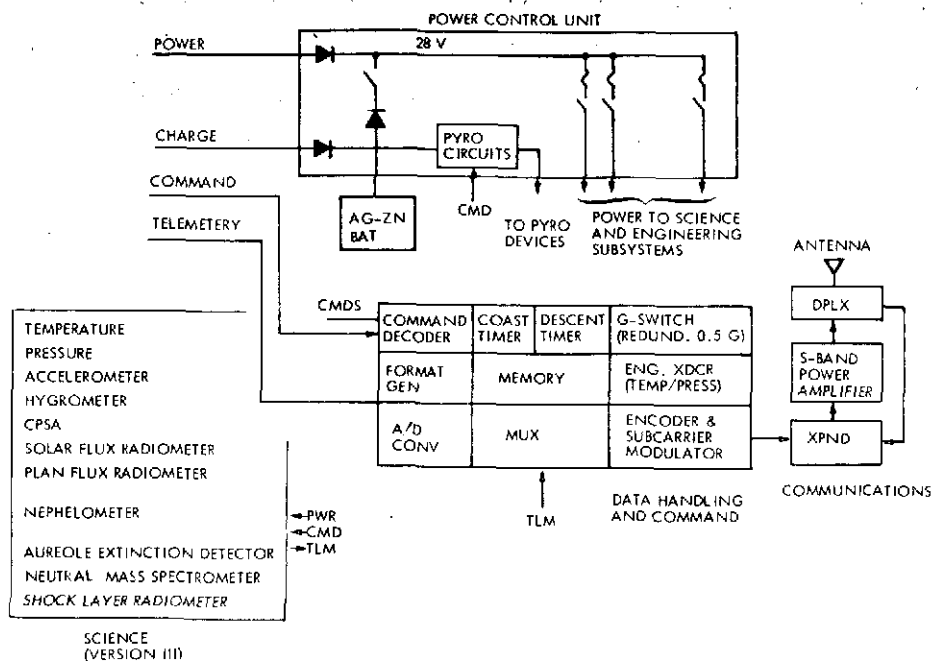 POWER CONTROL UNIT
POWER
28 V
CHARGE
PYRO
CIRCUITS
COMMAND
TELEMETERY
AG-ZN
BAT
CMD
TO PYRO
DEVICES
POWER TO SCIENCE
AND ENGINEERING
SUBSYSTEMS
ANTENNA
CMDS
COMMAND
DECODER
COAST
TIMER
DESCENT
TIMER
G-SWITCH
(REDUND. 0.5 G)
DPLX
FORMAT
GEN
MEMORY
ENG. XDCR
(TEMP/PRESS)
S-BAND
POWER
AMPLIFIER
A/D
CONV
MUX
ENCODER &
SUBCARRIER
MODULATOR
XPND
TLM
DATA HANDLING
AND COMMAND
COMMUNICATIONS
TEMPERATURE
PRESSURE
ACCELEROMETER
HYGROMETER
CPSA
SOLAR FLUX RADIOMETER
PLAN FLUX RADIOMETER
NEPHELOMETER
AUREOLE EXTINCTION DETECTOR
NEUTRAL MASS SPECTROMETER
SHOCK LAYER RADIOMETER
PWR
CMD
TLM
SCIENCE
(VERSION III)